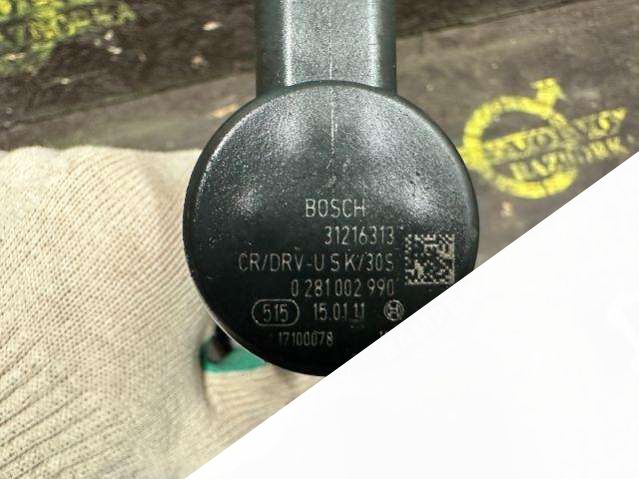 BOSCH
31216313
CR/DRV-U S K/30S
0 281 002 990
515 15.01.11
17100078